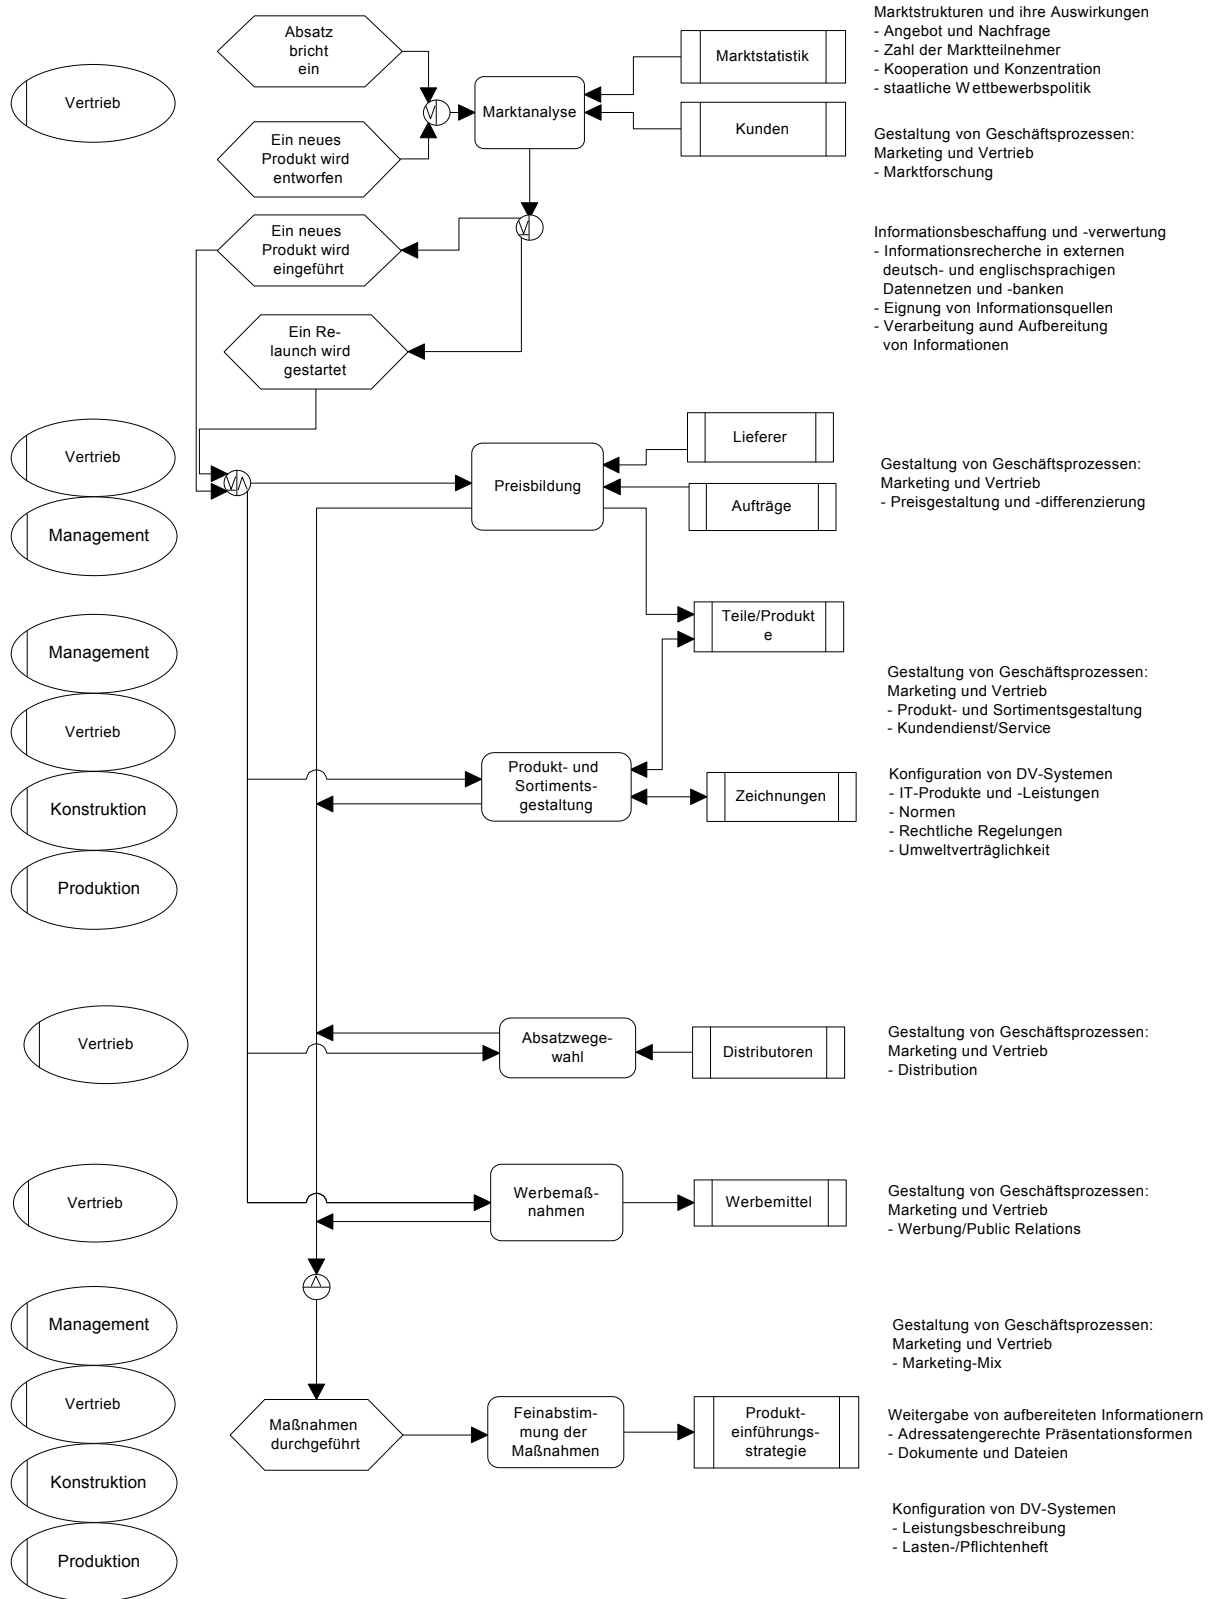 Absatz
bricht
ein
Vertrieb
Ein neues
Produkt wird
entworfen
Marktanalyse
Marktstatistik
Kunden
Marktstrukturen und ihre Auswirkungen
- Angebot und Nachfrage
- Zahl der Marktteilnehmer
- Kooperation und Konzentration
- staatliche Wettbewerbspolitik
Gestaltung von Geschäftsprozessen:
Marketing und Vertrieb
- Marktforschung
Ein neues
Produkt wird
eingeführt
Ein Re-
launch wird
gestartet
Informationsbeschaffung und -verwertung
- Informationsrecherche in externen
deutsch- und englischsprachigen
Datennetzen und -banken
- Eignung von Informationsquellen
- Verarbeitung aund Aufbereitung
von Informationen
Vertrieb
Management
Preisbildung
Lieferer
Aufträge
Gestaltung von Geschäftsprozessen:
Marketing und Vertrieb
- Preisgestaltung und -differenzierung
Teile/Produkt
e
Management
Vertrieb
Konstruktion
Produktion
Produkt- und
Sortiments-
gestaltung
Zeichnungen
Gestaltung von Geschäftsprozessen:
Marketing und Vertrieb
- Produkt- und Sortimentsgestaltung
- Kundendienst/Service
Konfiguration von DV-Systemen
- IT-Produkte und -Leistungen
- Normen
- Rechtliche Regelungen
- Umweltverträglichkeit
Vertrieb
Absatzwege-
wahl
Distributoren
Gestaltung von Geschäftsprozessen:
Marketing und Vertrieb
- Distribution
Vertrieb
Werbemaß-
nahmen
Werbemittel
Gestaltung von Geschäftsprozessen:
Marketing und Vertrieb
- Werbung/Public Relations
Management
Vertrieb
Konstruktion
Produktion
Maßnahmen
durchgeführt
Feinabstim-
mung der
Maßnahmen
Produkt-
einführungs-
strategie
Gestaltung von Geschäftsprozessen:
Marketing und Vertrieb
- Marketing-Mix
Weitergabe von aufbereiteten Informationern
- Adressatengerechte Präsentationsformen
- Dokumente und Dateien
Konfiguration von DV-Systemen
- Leistungsbeschreibung
- Lasten-/Pflichtenheft